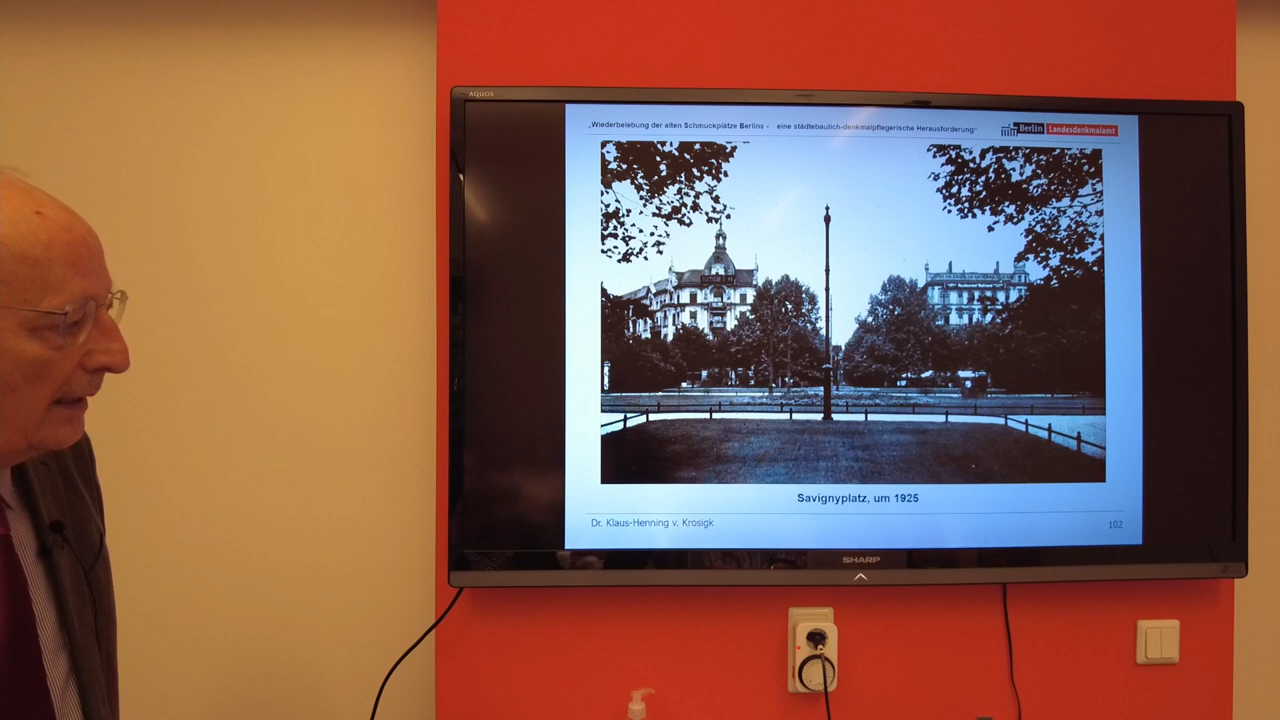 AQUOS
„Wiederbelebung der alten Schmuckplätze Berlins - eine städtebaulich-denkmalpflegerische Herausforderung“
Berlin Landesdenkmalamt
Savignyplatz, um 1925
Dr. Klaus-Henning v. Krosigk
102
SHARP